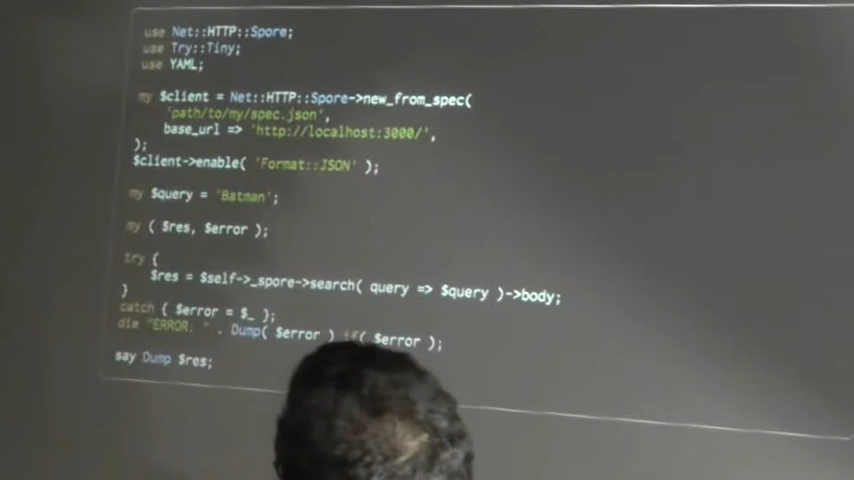 use Net::HTTP::Spore;
use Try::Tiny;
use YAML;
my $client = Net::HTTP::Spore->new_from_spec(
'path/to/my/spec.json',
base_url => 'http://localhost:3000/',
);
$client->enable( 'Format::JSON' );
my $query = 'Batman';
my ( $res, $error );
try {
$res = $self->_spore->search( query => $query )->body;
}
catch { $error = $_ };
die "ERROR: " . Dump( $error ) if( $error );
say Dump $res;